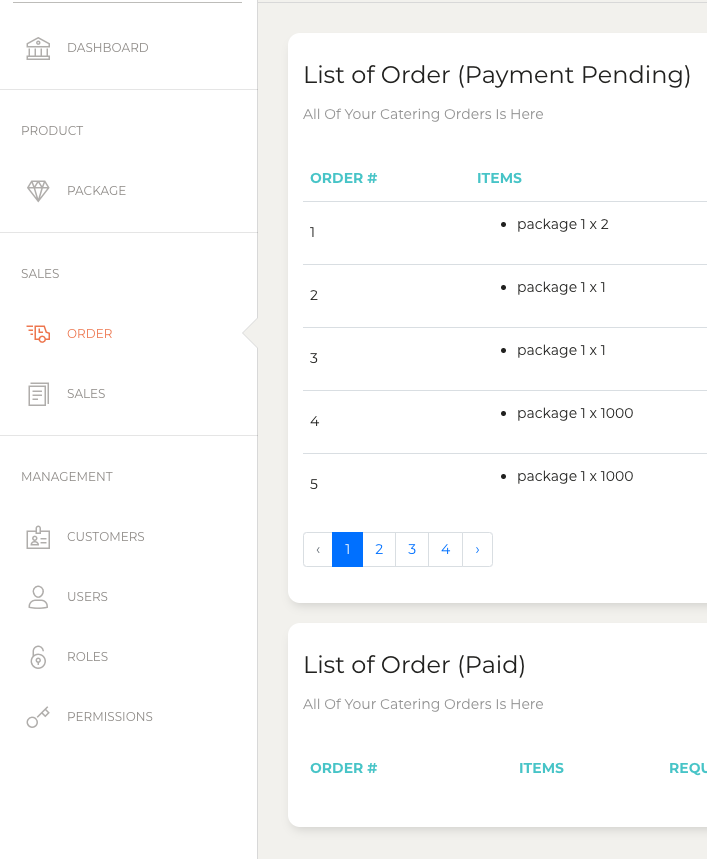 DASHBOARD
PRODUCT
PACKAGE
SALES
ORDER
SALES
MANAGEMENT
CUSTOMERS
USERS
ROLES
PERMISSIONS
List of Order (Payment Pending)
All Of Your Catering Orders Is Here
ORDER # ITEMS
1 • package 1 x 2
2 • package 1 x 1
3 • package 1 x 1
4 • package 1 x 1000
5 • package 1 x 1000
‹ 1 2 3 4 ›
List of Order (Paid)
All Of Your Catering Orders Is Here
ORDER # ITEMS REQU